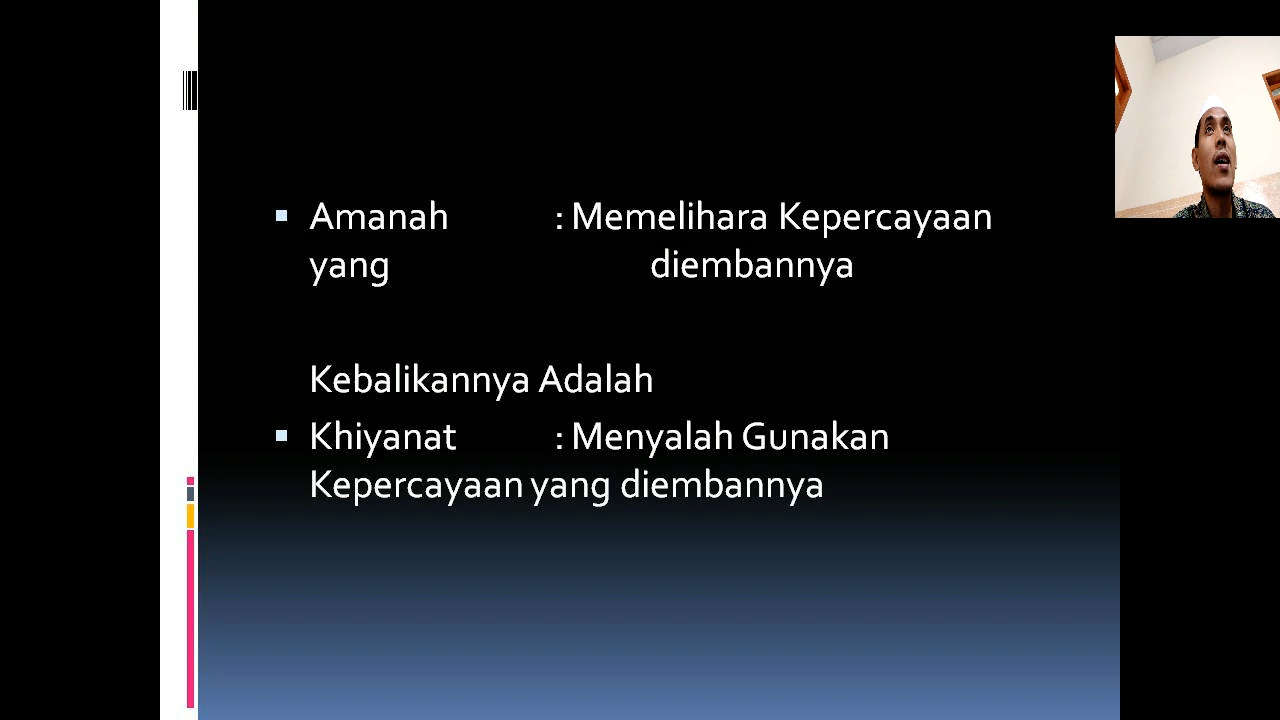 Amanah : Memelihara Kepercayaan
yang diembannya
Kebalikannya Adalah
Khiyanat : Menyalah Gunakan
Kepercayaan yang diembannya